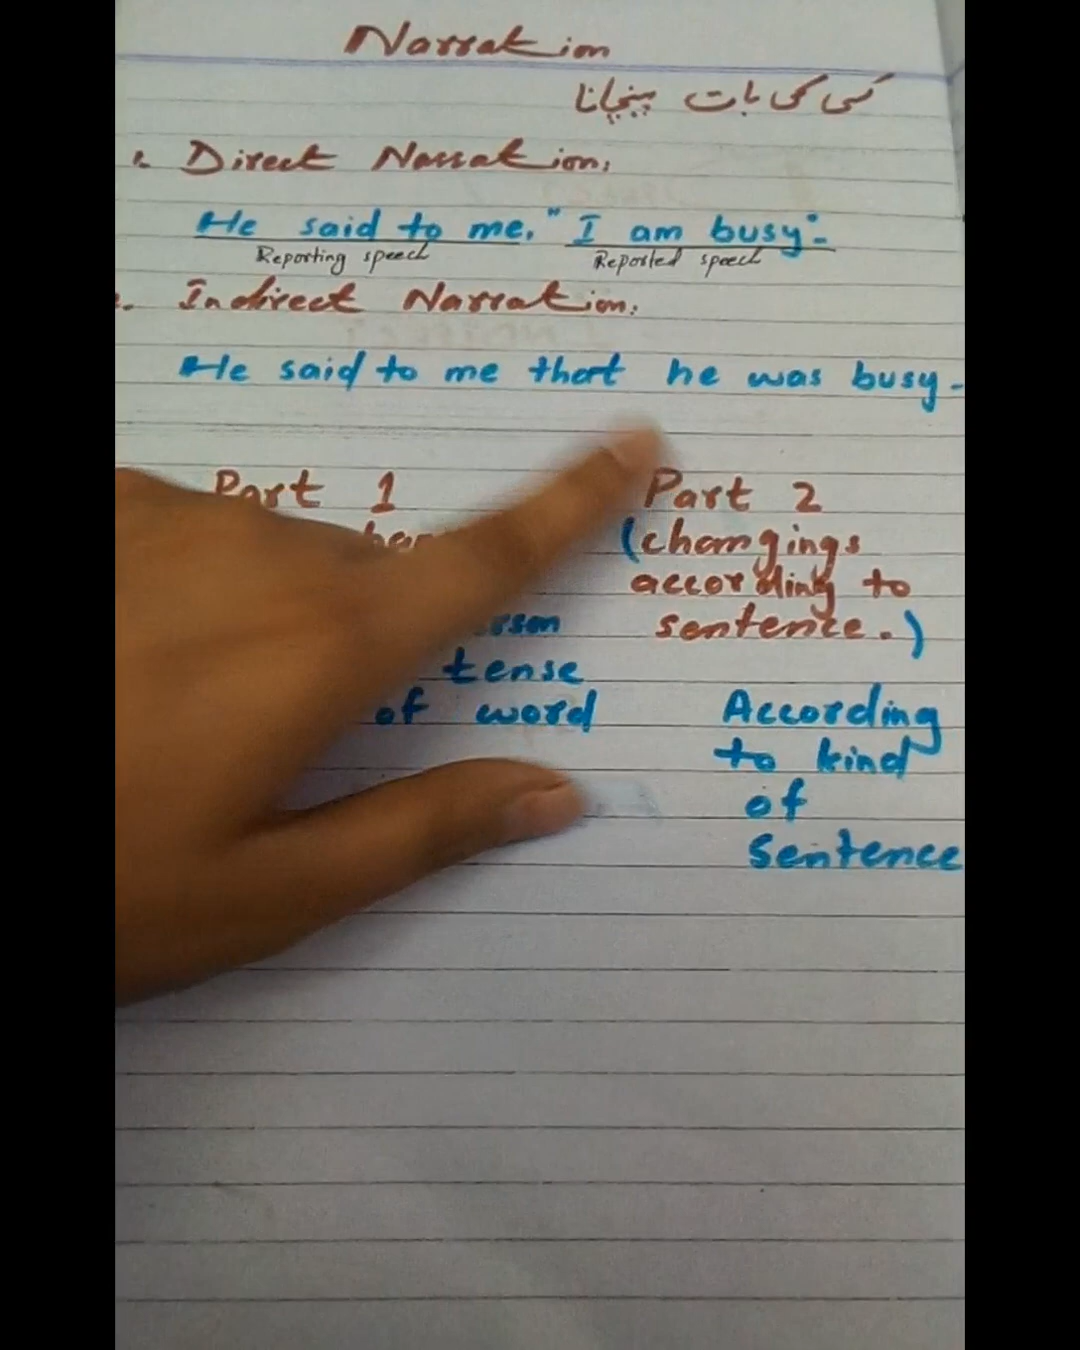 Narration
کسی کی بات پہنچانا
1. Direct Narration:
He said to me, "I am busy".
Reporting speech Reported speech
2. Indirect Narration:
He said to me that he was busy.
Part 1
tense
of word
Part 2
(changings
according to
sentence.)
According
to kind
of
Sentence